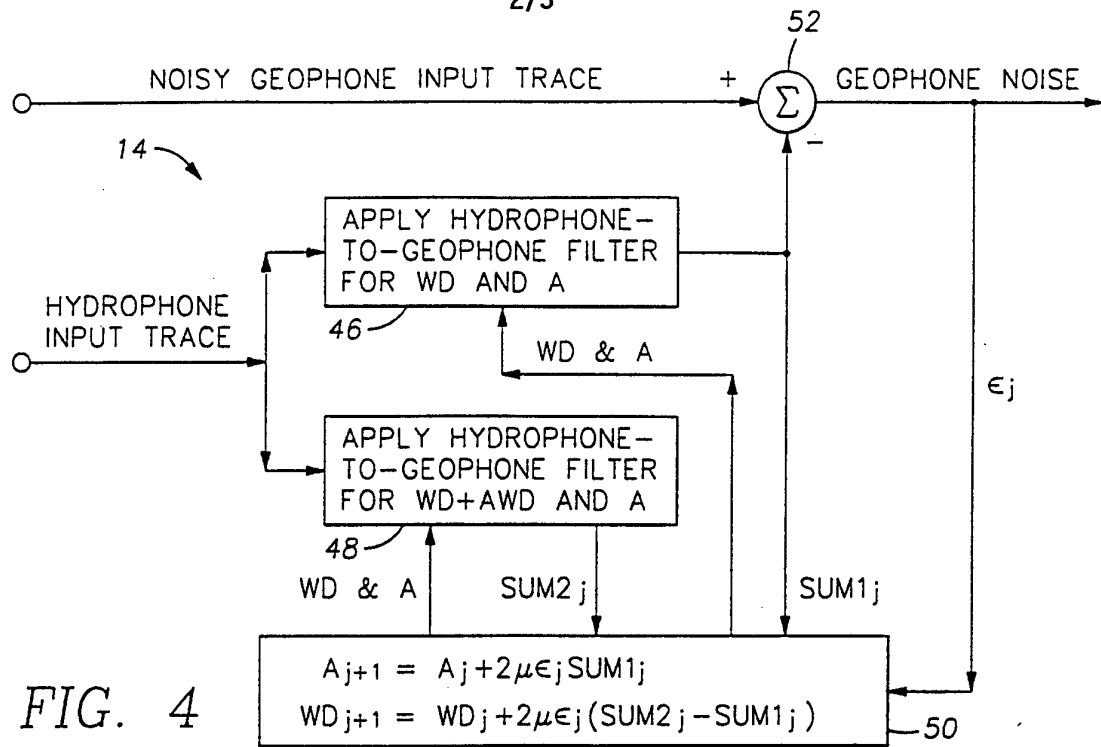 2/3
52
NOISY GEOPHONE INPUT TRACE
+
Σ
GEOPHONE NOISE
−
14
APPLY HYDROPHONE-
TO-GEOPHONE FILTER
FOR WD AND A
46
HYDROPHONE
INPUT TRACE
WD & A
ϵj
APPLY HYDROPHONE-
TO-GEOPHONE FILTER
FOR WD+AWD AND A
48
WD & A
SUM2j
SUM1j
Aj+1 = Aj+2μϵjSUM1j
WDj+1 = WDj+2μϵj(SUM2j−SUM1j)
50
FIG. 4